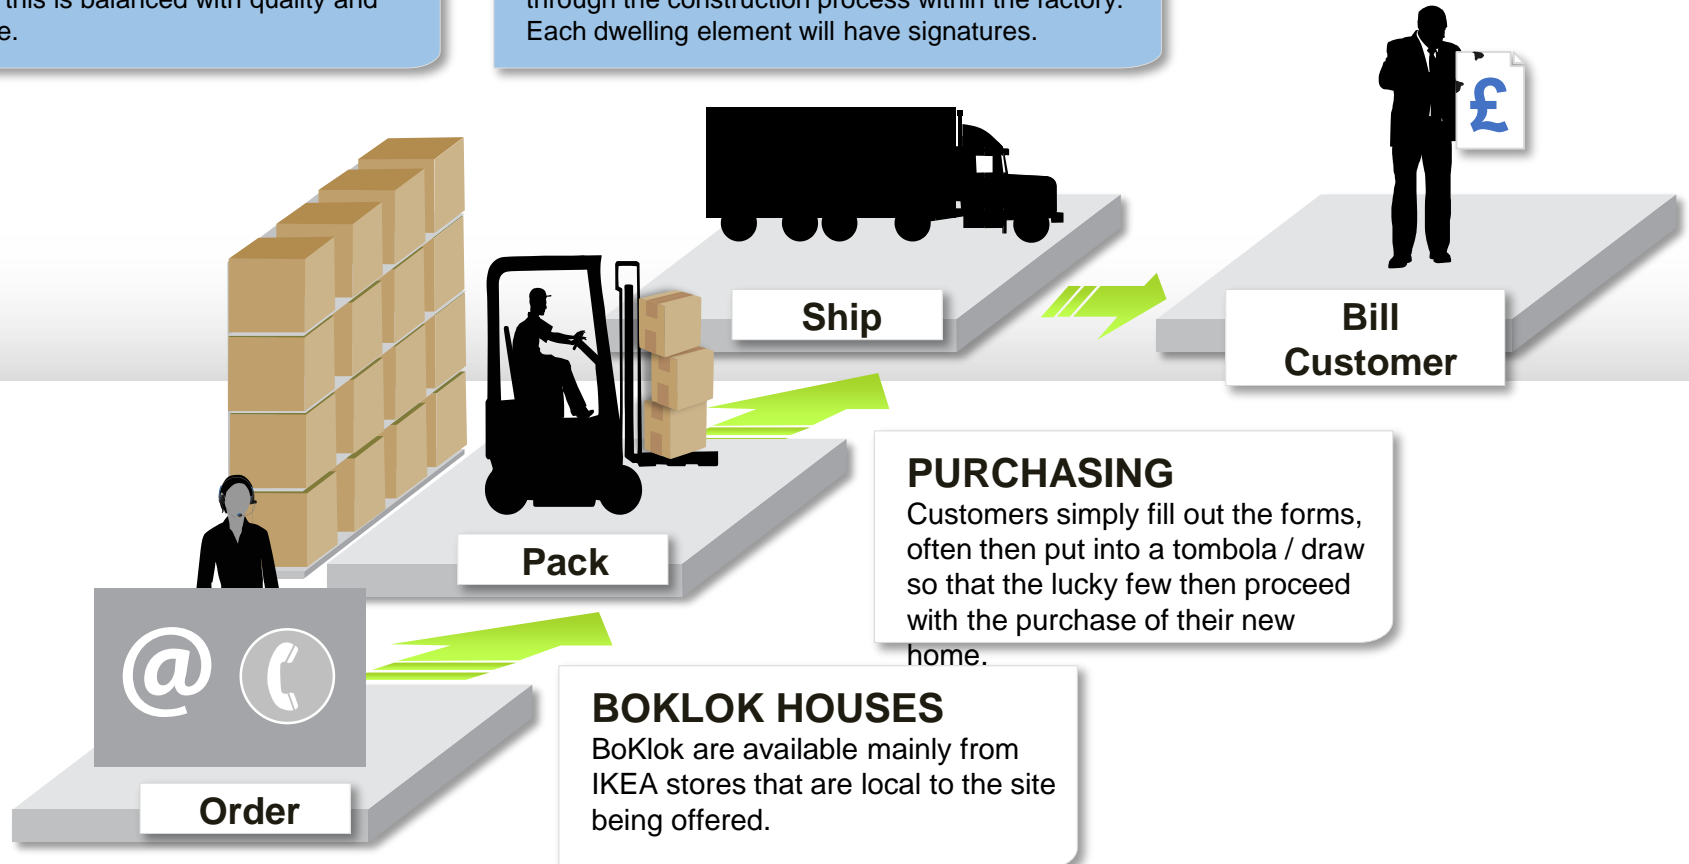 this is balanced with quality and
e.
through the construction process within the factory.
Each dwelling element will have signatures.
£
Ship
Bill
Customer
PURCHASING
Customers simply fill out the forms,
often then put into a tombola / draw
so that the lucky few then proceed
with the purchase of their new
home.
Pack
@
BOKLOK HOUSES
BoKlok are available mainly from
IKEA stores that are local to the site
being offered.
Order